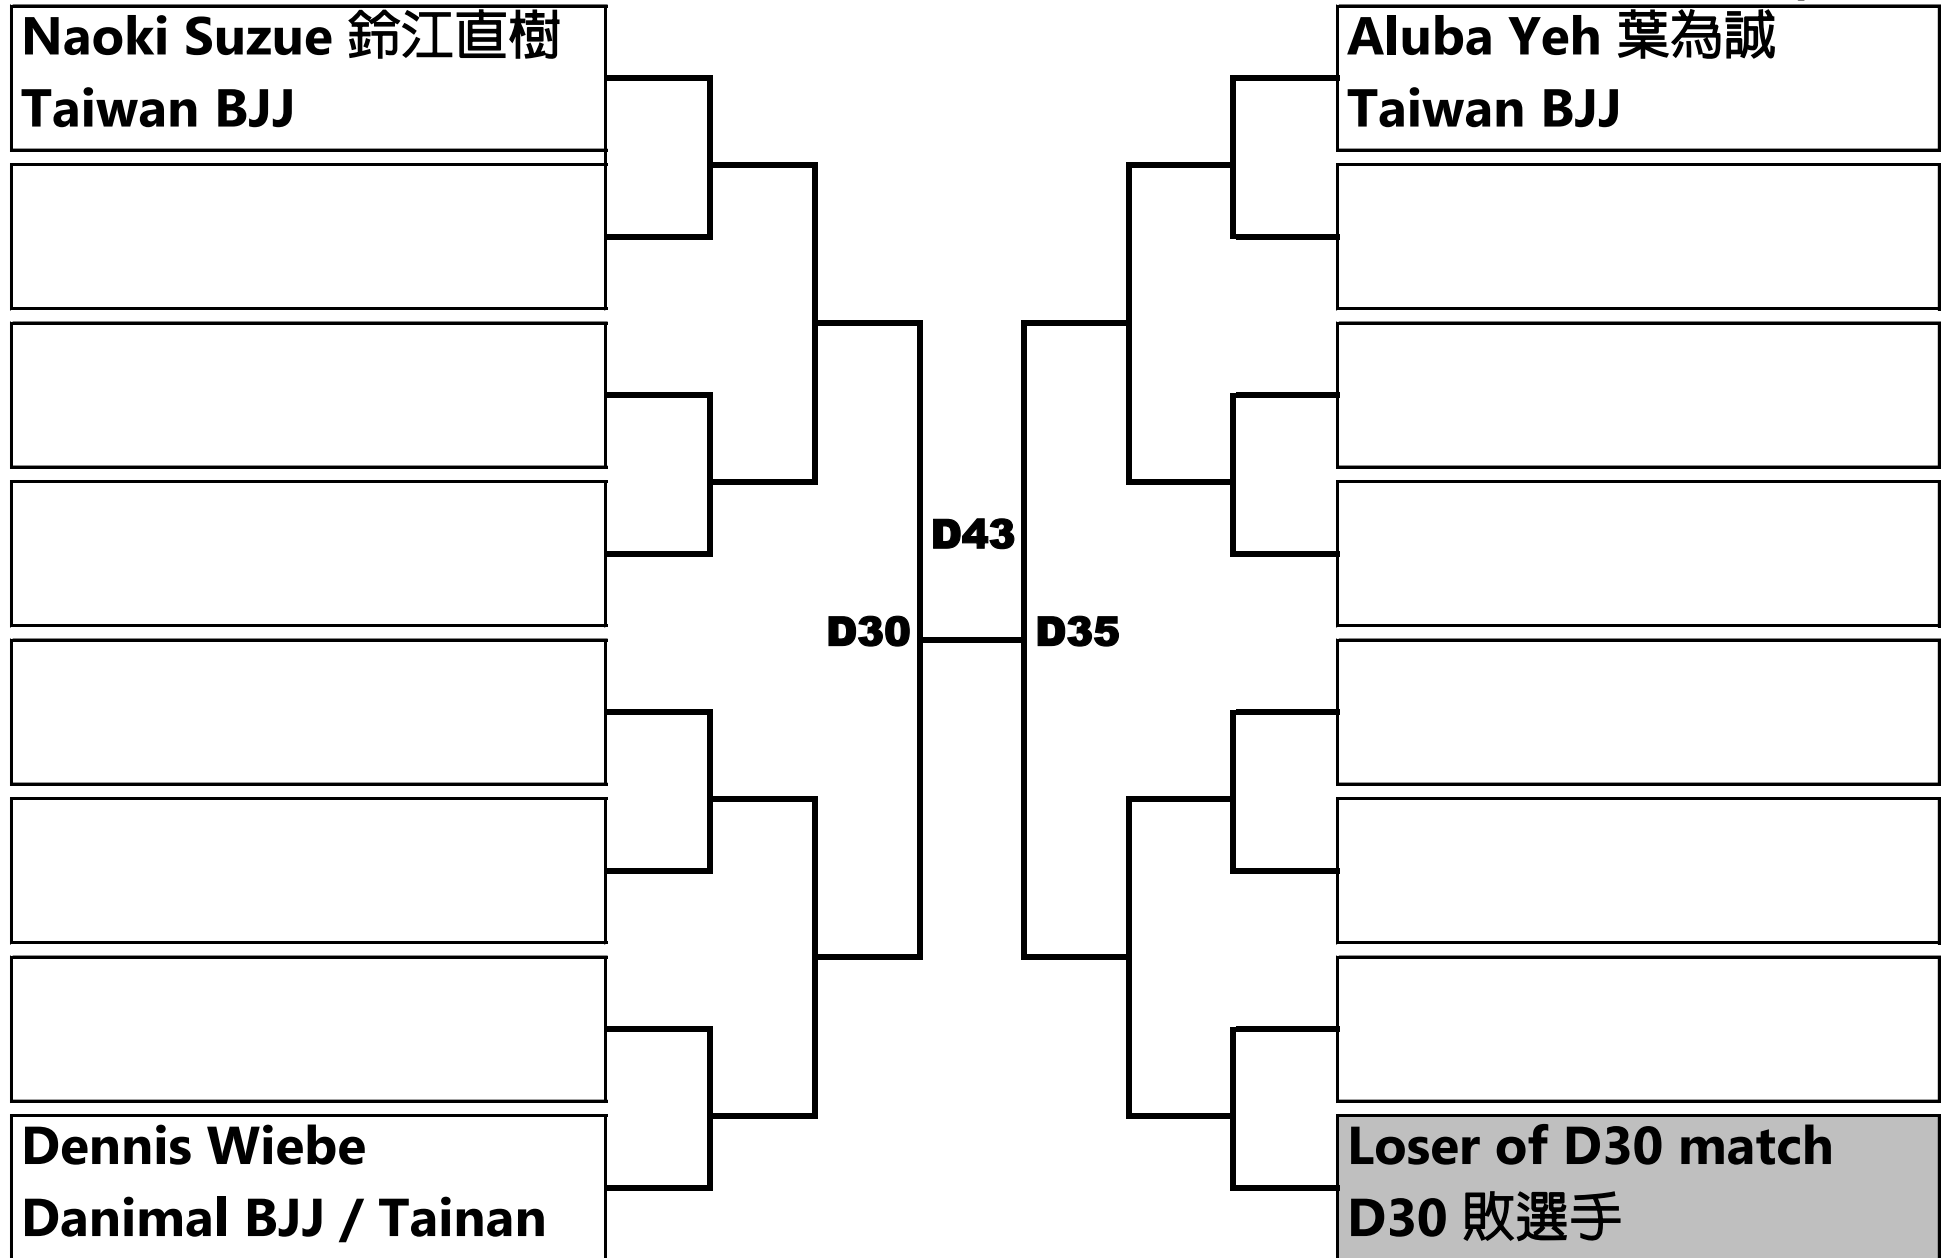 Naoki Suzue 鈴江直樹
Taiwan BJJ
Aluba Yeh 葉為誠
Taiwan BJJ
D43
D30
D35
Dennis Wiebe
Danimal BJJ / Tainan
Loser of D30 match
D30 敗選手